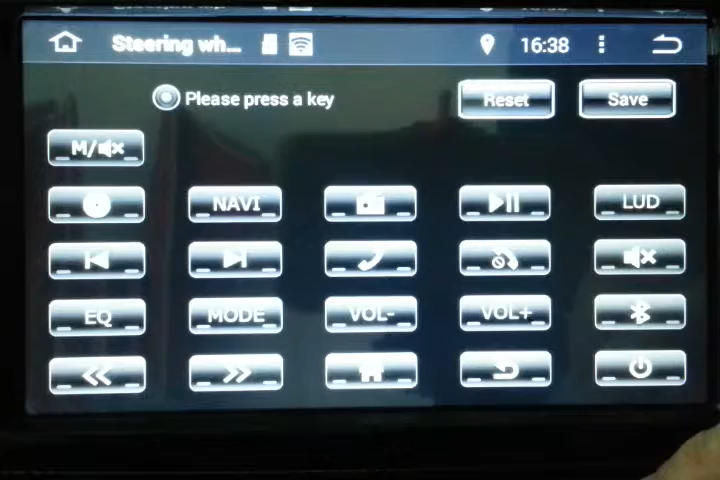 Steering wh...
16:38
Please press a key
Reset
Save
M/
NAVI
LUD
EQ
MODE
VOL-
VOL+